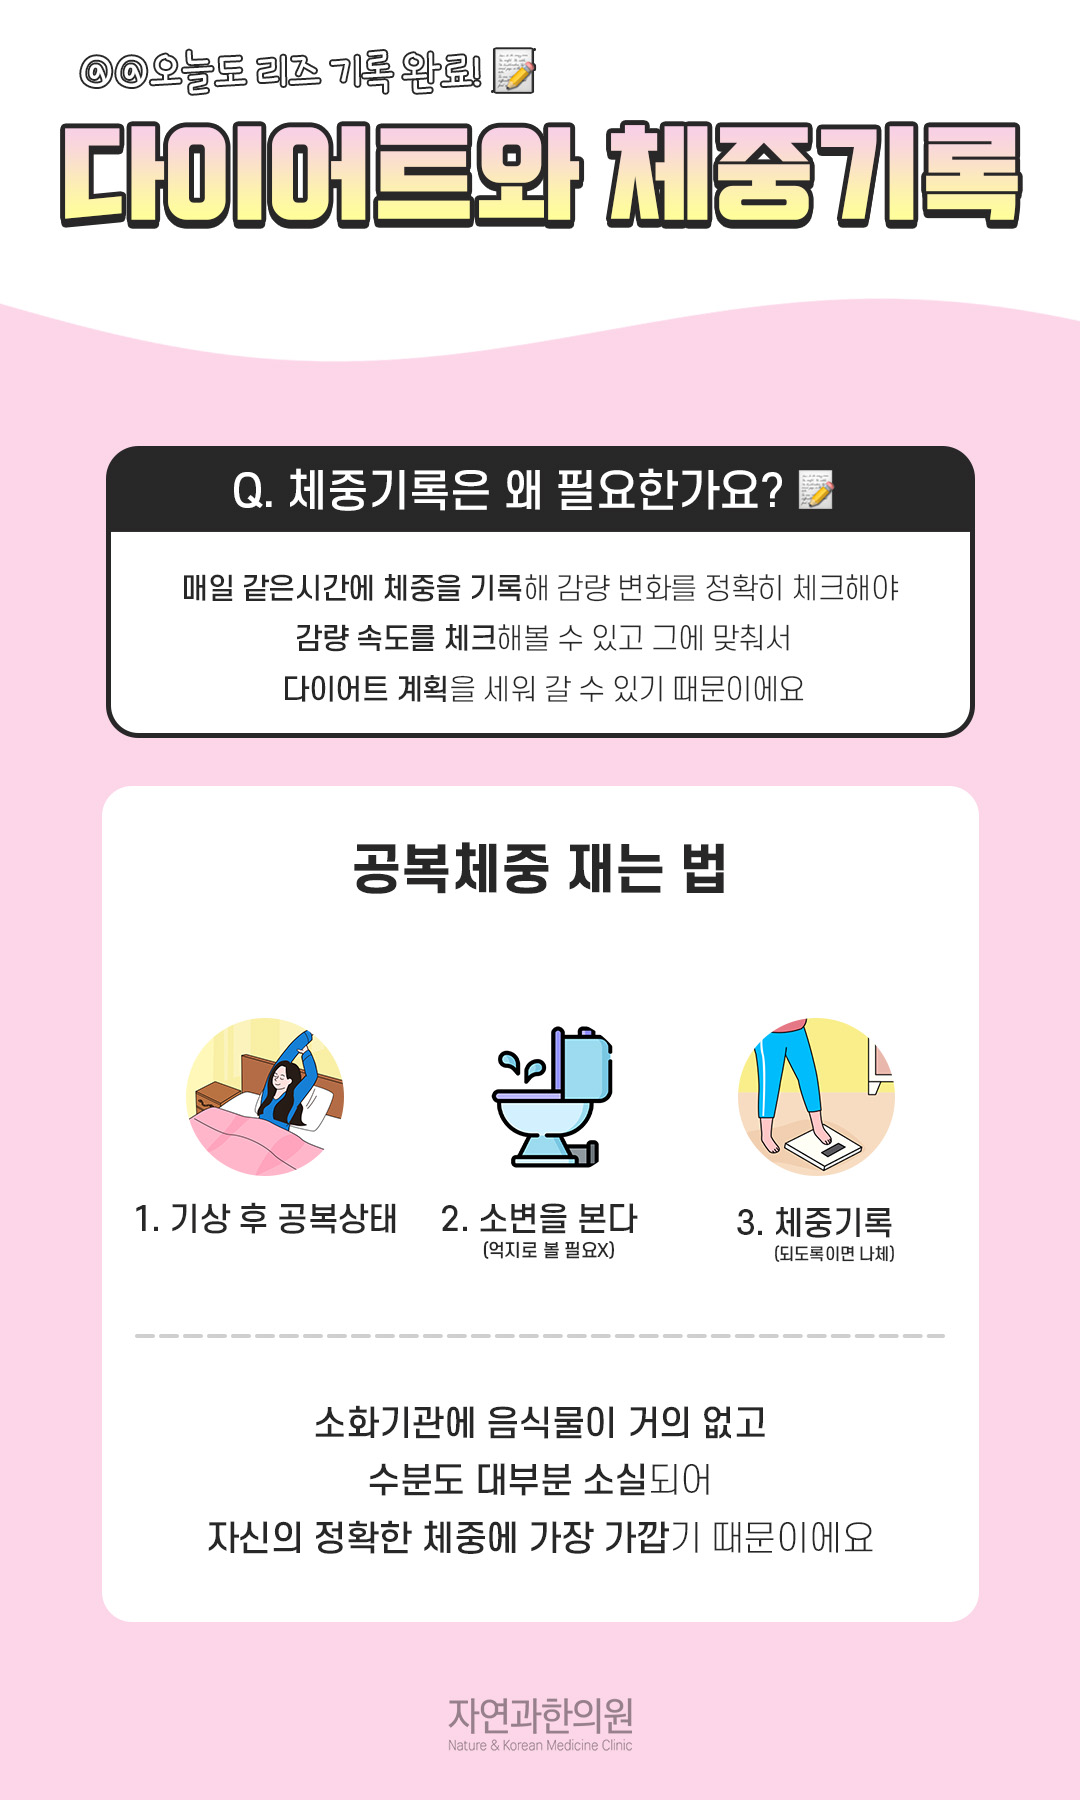 @@오늘도 리즈 기록 완료!
다이어트와 체중기록
Q. 체중기록은 왜 필요한가요?
매일 같은시간에 체중을 기록해 감량 변화를 정확히 체크해야
감량 속도를 체크해볼 수 있고 그에 맞춰서
다이어트 계획을 세워 갈 수 있기 때문이에요
공복체중 재는 법
1. 기상 후 공복상태
2. 소변을 본다
(억지로 볼 필요X)
3. 체중기록
(되도록이면 나체)
소화기관에 음식물이 거의 없고
수분도 대부분 소실되어
자신의 정확한 체중에 가장 가깝기 때문이에요
자연과한의원
Nature & Korean Medicine Clinic